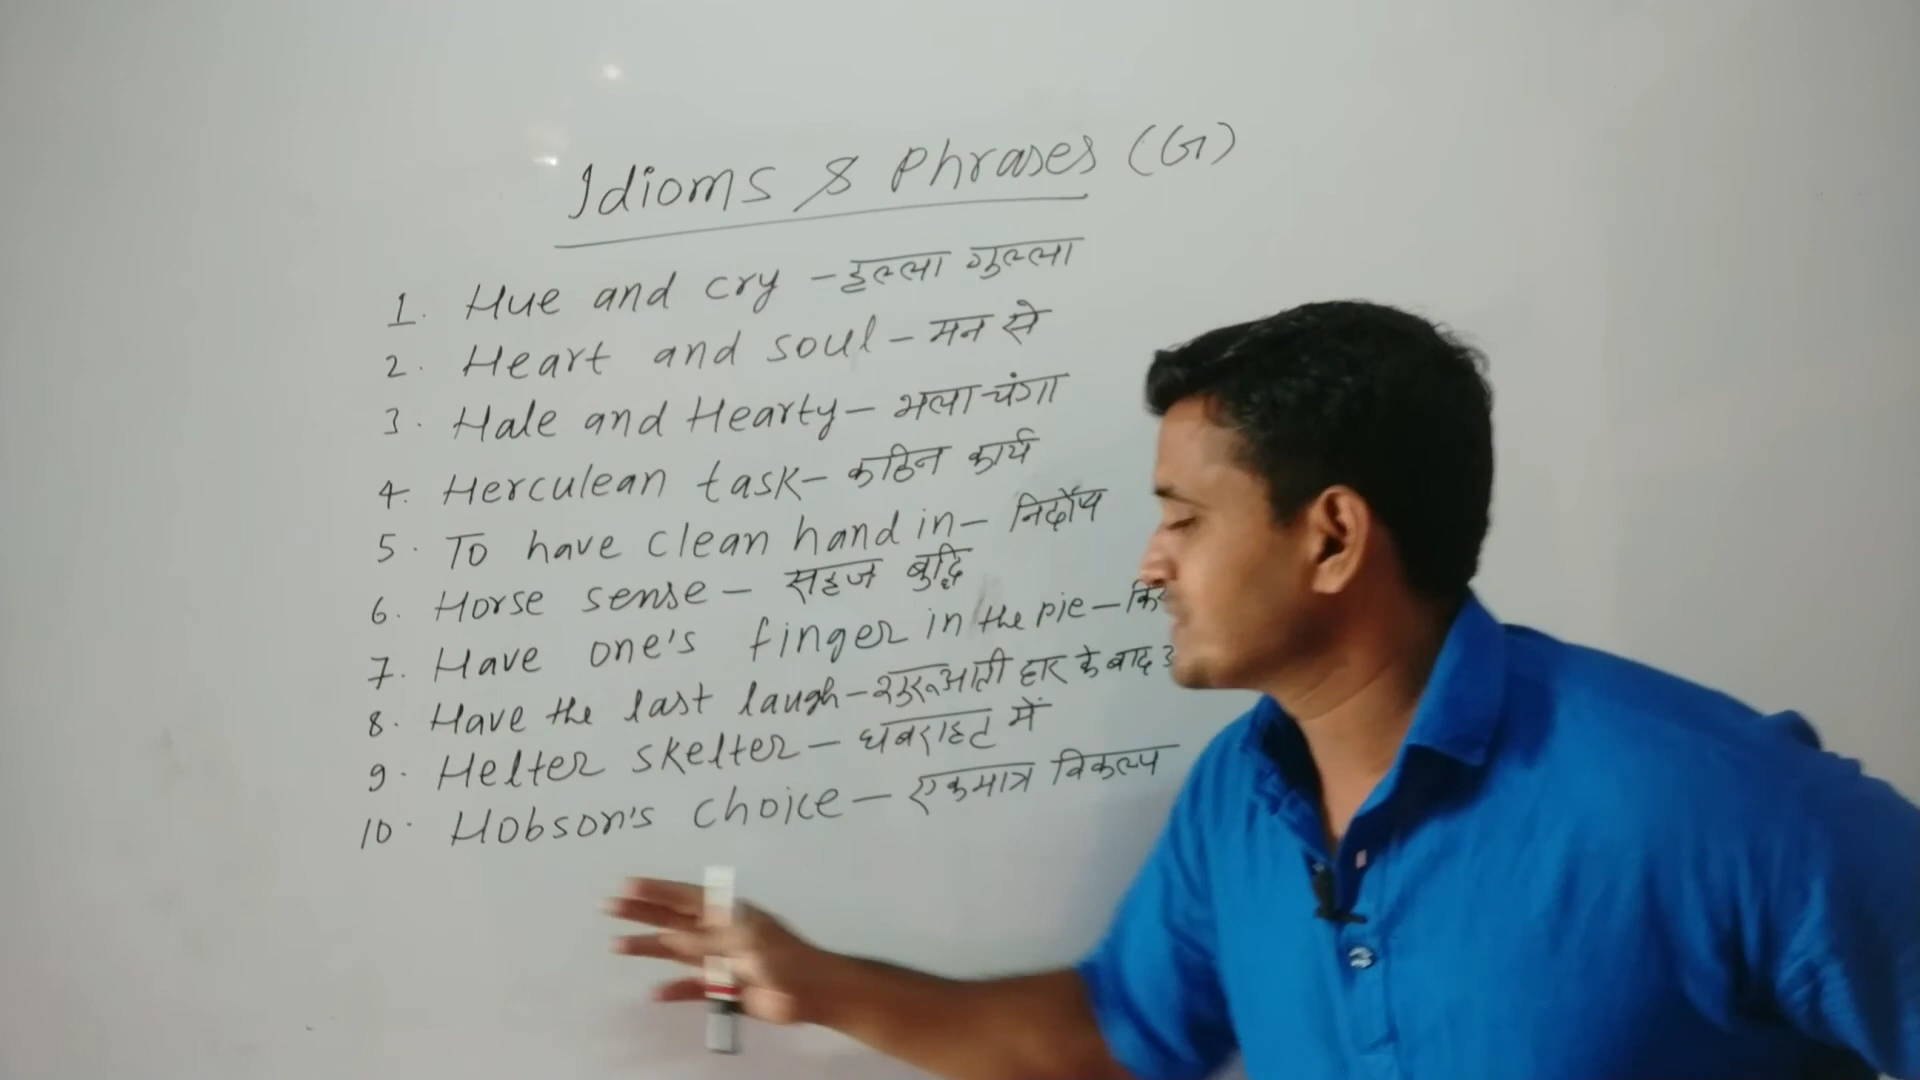 Idioms & Phrases (G)
1. Hue and cry - हल्ला गुल्ला
2. Heart and soul - मन से
3. Hale and Hearty - भला-चंगा
4. Herculean task - कठिन कार्य
5. To have clean hand in - निर्दोष
6. Horse sense - सहज बुद्धि
7. Have one's finger in the pie -
8. Have the last laugh - शुरूआती हार के बाद
9. Helter skelter - घबराहट में
10. Hobson's choice - एकमात्र विकल्प